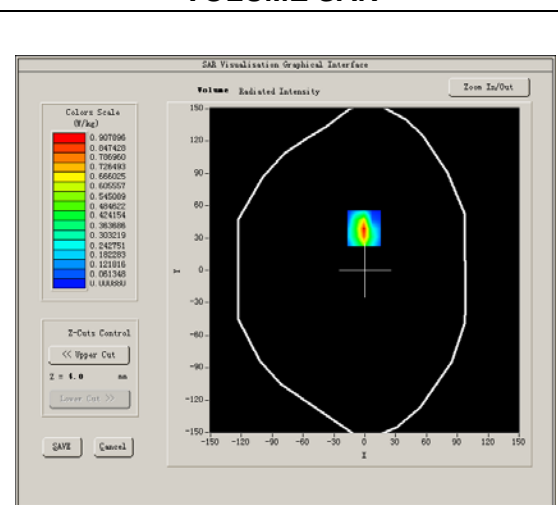 VOLUME SAR
SAR Visualisation Graphical Interface
Volume Radiated Intensity
Zoom In/Out
Colors Scale
(W/kg)
0.907896
0.847428
0.786960
0.726493
0.666025
0.605557
0.545089
0.484622
0.424154
0.363686
0.303219
0.242751
0.182283
0.121816
0.061348
Z-Cuts Control
<< Upper Cut
Z = 4.0 mm
Lower Cut >>
SAVE Cancel
150
120
90
60
30
0
-30
-60
-90
-120
-150
Y
-150 -120 -90 -60 -30 0 30 60 90 120 150
X